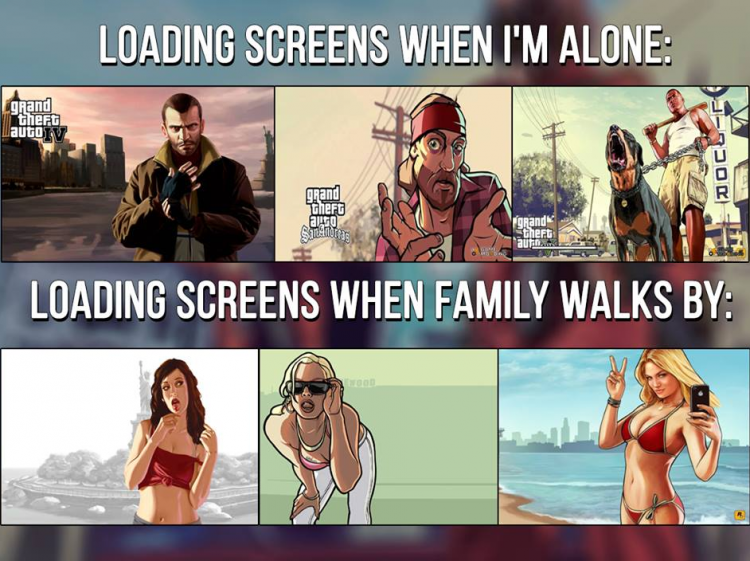 LOADING SCREENS WHEN I'M ALONE:
grand
theft
auto IV
grand
theft
auto
San Andreas
LIQUOR
grand
theft
auto
LOADING SCREENS WHEN FAMILY WALKS BY: